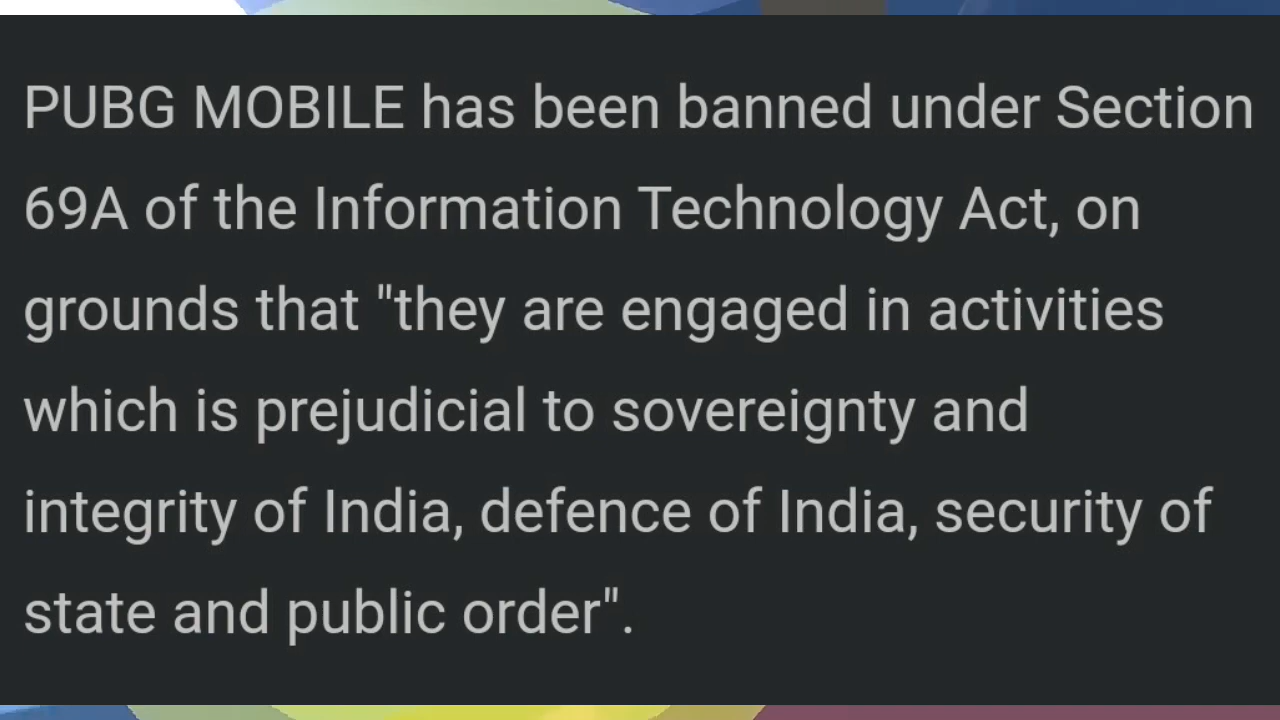 PUBG MOBILE has been banned under Section
69A of the Information Technology Act, on
grounds that "they are engaged in activities
which is prejudicial to sovereignty and
integrity of India, defence of India, security of
state and public order".